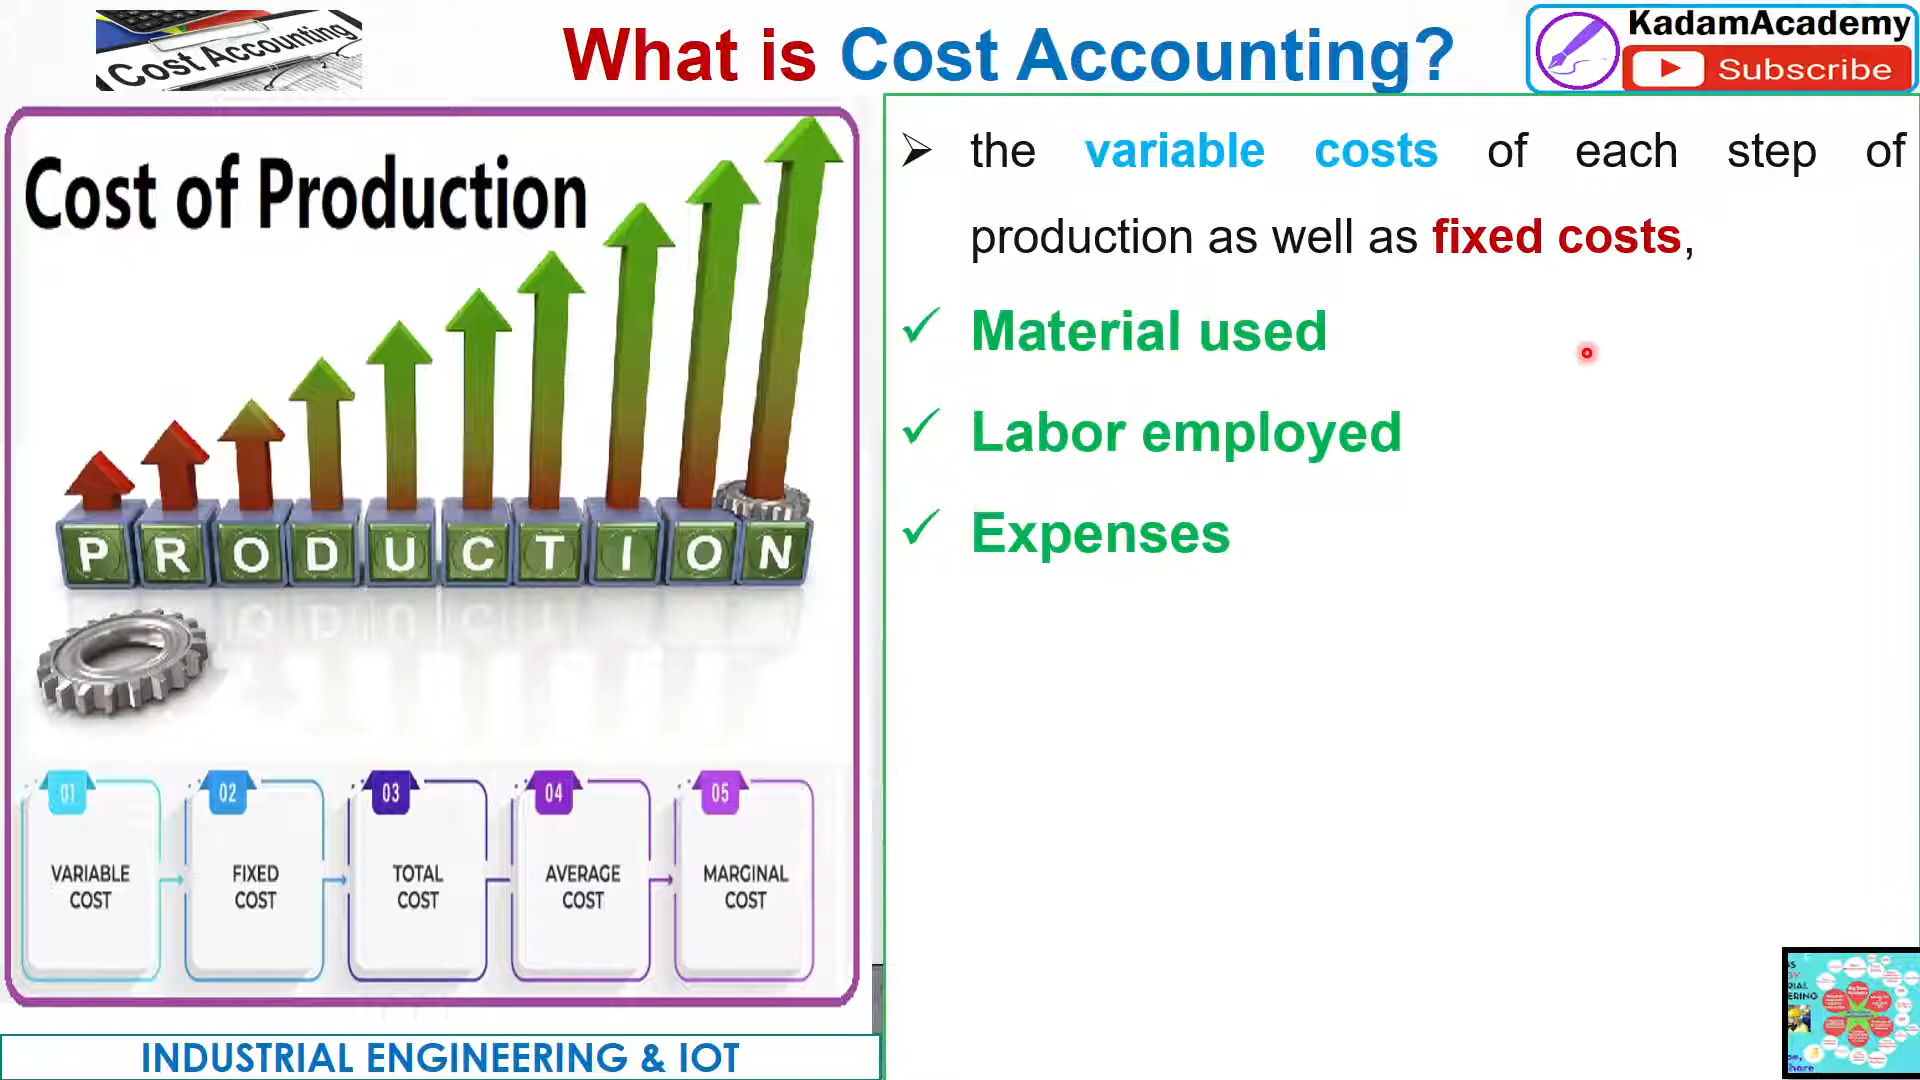 Cost Accounting
What is Cost Accounting?
KadamAcademy
Subscribe
Cost of Production
PRODUCTION
01
02
03
04
05
VARIABLE
COST
FIXED
COST
TOTAL
COST
AVERAGE
COST
MARGINAL
COST
INDUSTRIAL ENGINEERING & IOT
the variable costs of each step of
production as well as fixed costs,
Material used
Labor employed
Expenses